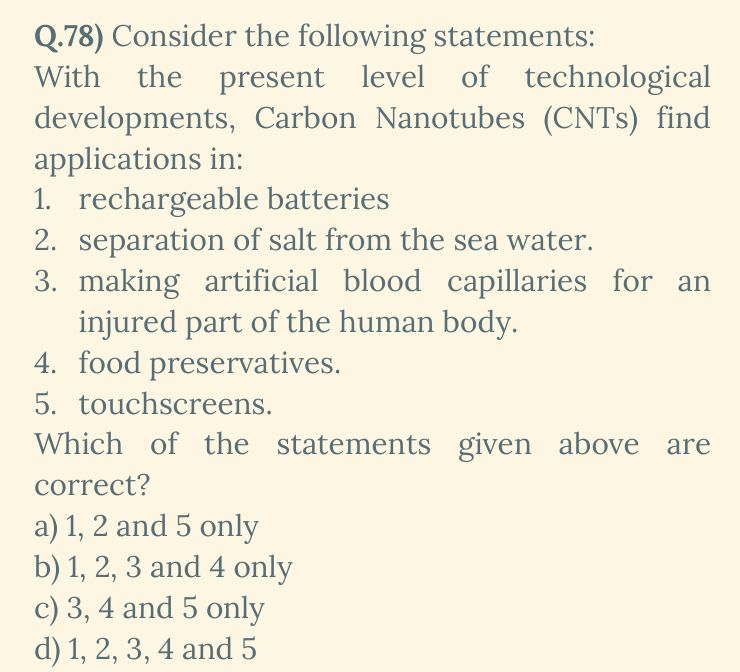 Q.78) Consider the following statements:
With the present level of technological
developments, Carbon Nanotubes (CNTs) find
applications in:
1. rechargeable batteries
2. separation of salt from the sea water.
3. making artificial blood capillaries for an
injured part of the human body.
4. food preservatives.
5. touchscreens.
Which of the statements given above are
correct?
a) 1, 2 and 5 only
b) 1, 2, 3 and 4 only
c) 3, 4 and 5 only
d) 1, 2, 3, 4 and 5